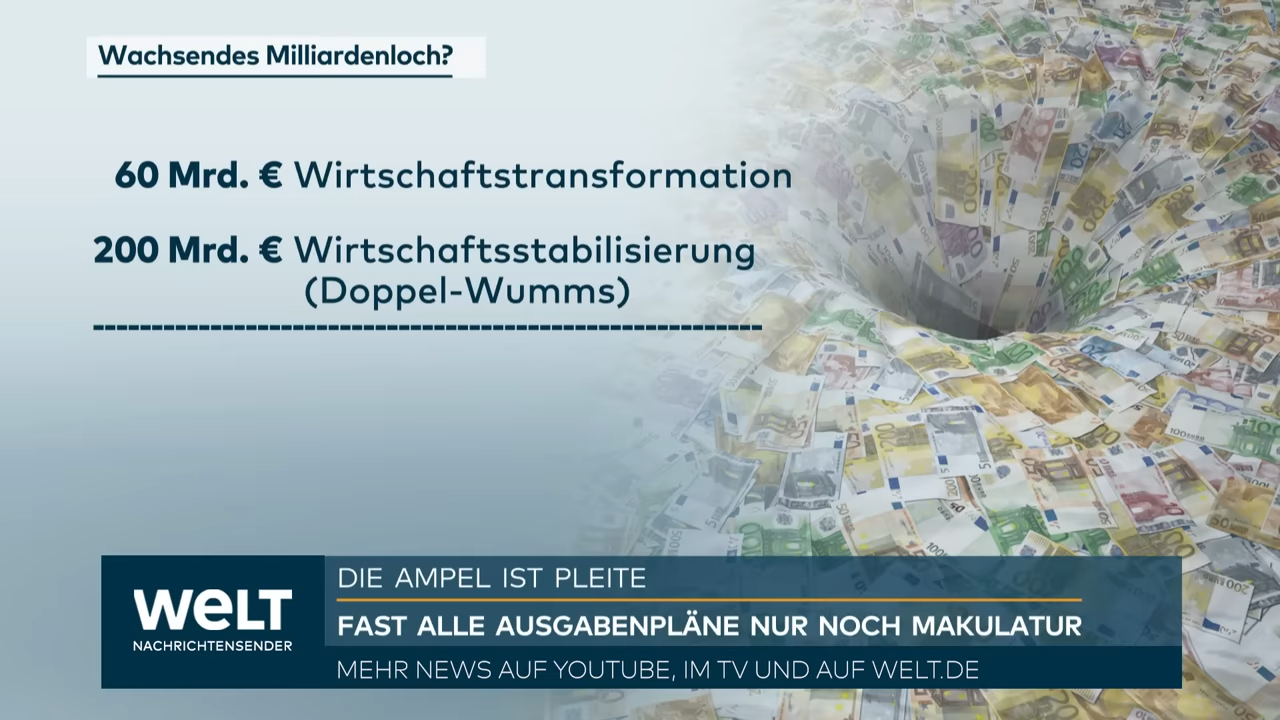 Wachsendes Milliardenloch?
60 Mrd. € Wirtschaftstransformation
200 Mrd. € Wirtschaftsstabilisierung
(Doppel-Wumms)
WELT
NACHRICHTENSENDER
DIE AMPEL IST PLEITE
FAST ALLE AUSGABENPLÄNE NUR NOCH MAKULATUR
MEHR NEWS AUF YOUTUBE, IM TV UND AUF WELT.DE